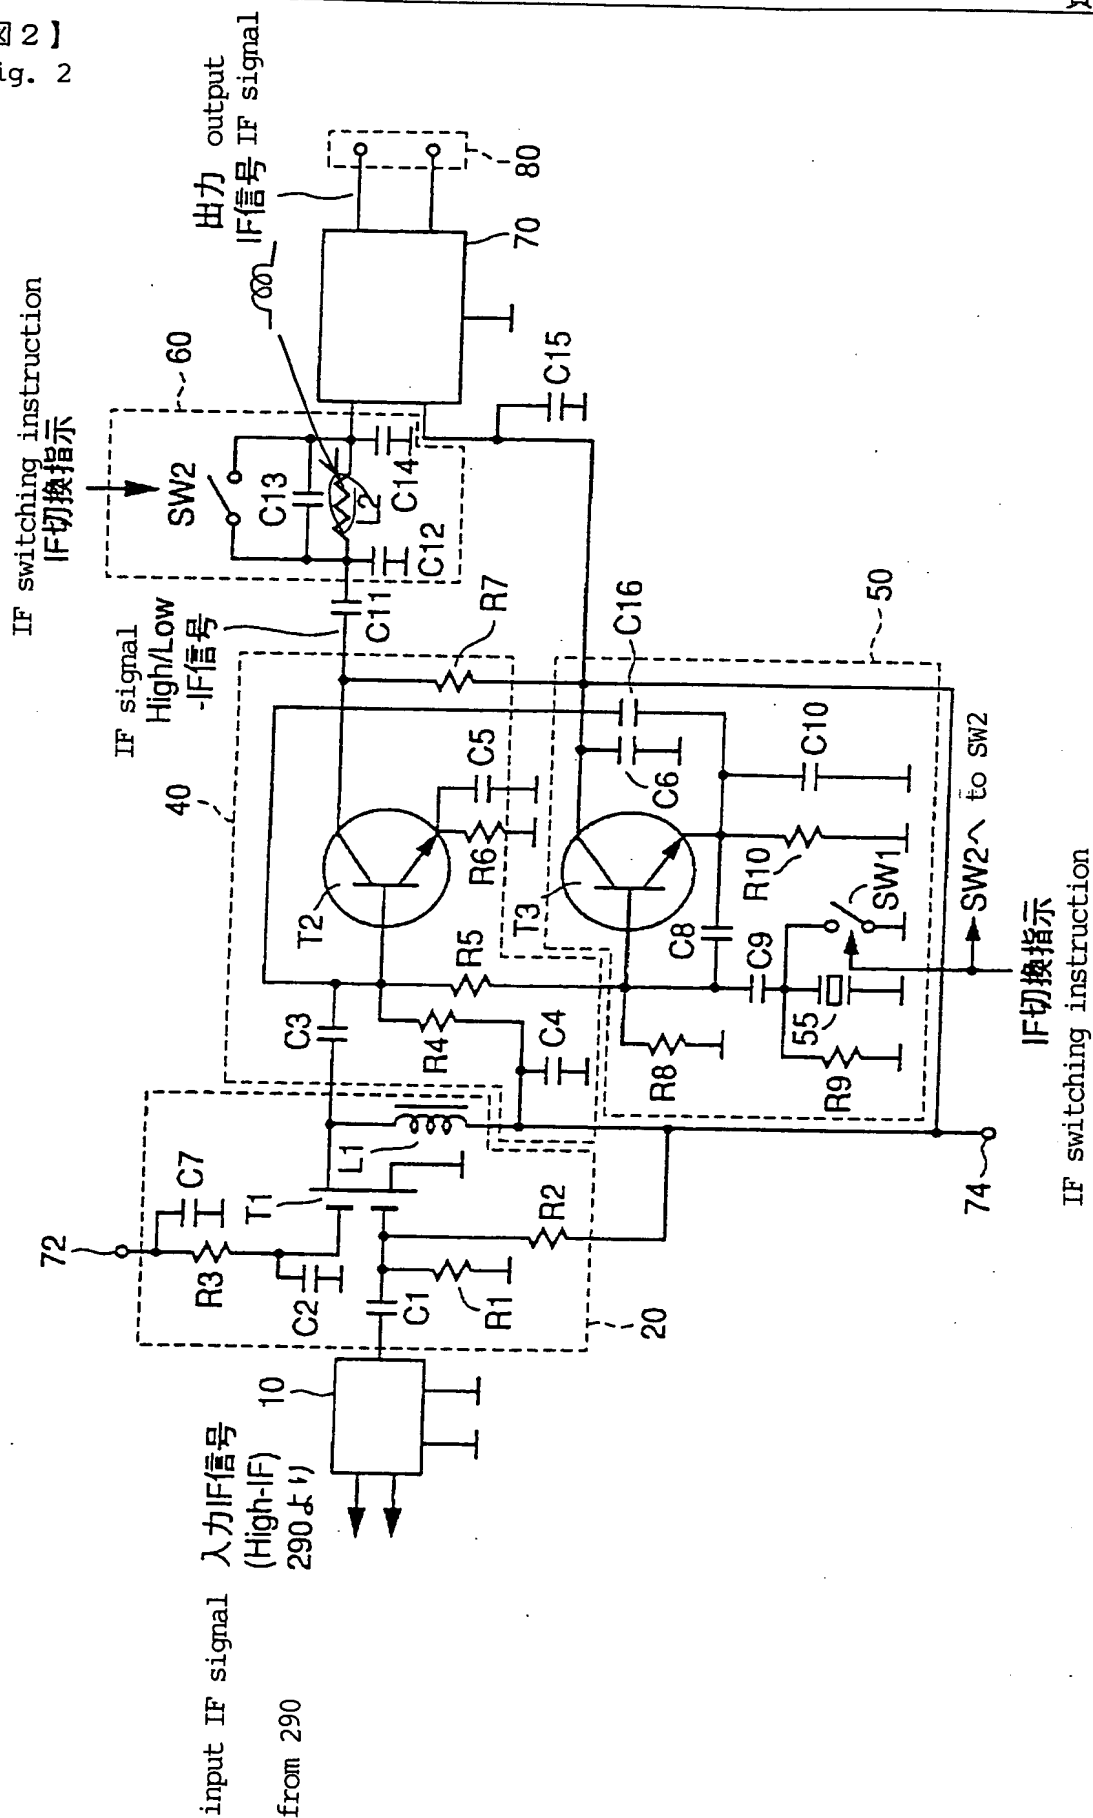 図2】
ig. 2
IF switching instruction
IF切換指示
出力 output
IF信号 IF signal
IF signal
High/Low
-IF信号
60
SW2
C13
L2
C14
C12
C11
70
80
C15
40
T2
R7
C5
R6
C3
R5
R4
C4
50
C16
C6
C10
T3
R10
C8
C9
SW1
55
R8
R9
SW2へ to SW2
IF切換指示
IF switching instruction
72
C7
R3
T1
L1
C2
C1
R1
R2
20
74
10
input IF signal 入力IF信号
(High-IF)
from 290 290より